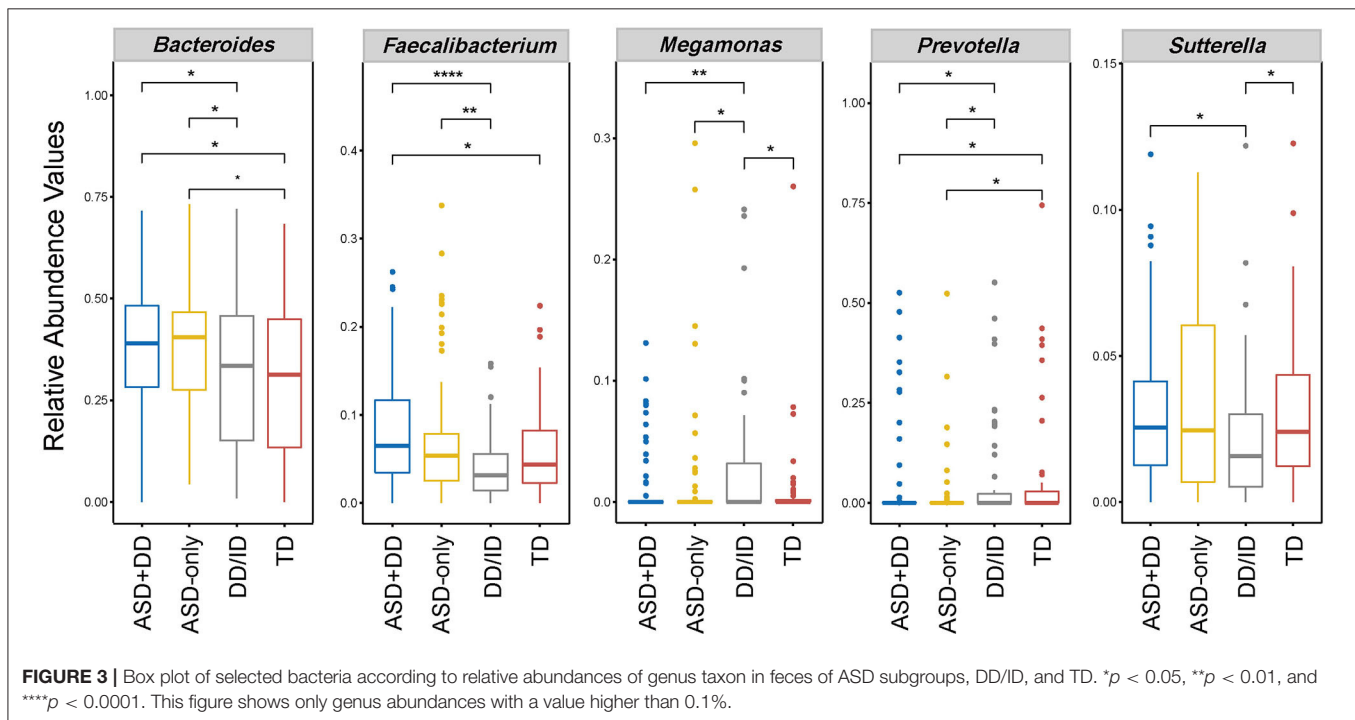 Bacteroides
Faecalibacterium
Megamonas
Prevotella
Sutterella
Relative Abundance Values
1.00
0.75
0.50
0.25
0.00
*
*
*
*
ASD+DD
ASD-only
DD/ID
TD
0.4
0.3
0.2
0.1
0.0
****
**
*
ASD+DD
ASD-only
DD/ID
TD
0.3
0.2
0.1
0.0
**
*
*
ASD+DD
ASD-only
DD/ID
TD
1.00
0.75
0.50
0.25
0.00
*
*
*
*
ASD+DD
ASD-only
DD/ID
TD
0.15
0.10
0.05
0.00
*
*
ASD+DD
ASD-only
DD/ID
TD
FIGURE 3 | Box plot of selected bacteria according to relative abundances of genus taxon in feces of ASD subgroups, DD/ID, and TD. *p < 0.05, **p < 0.01, and
****p < 0.0001. This figure shows only genus abundances with a value higher than 0.1%.